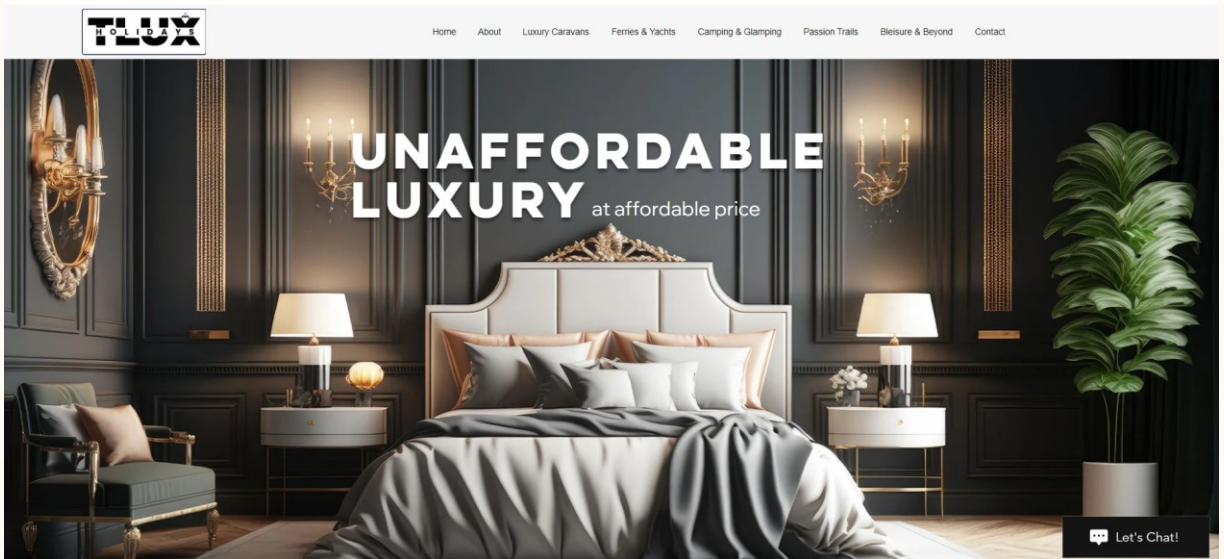 TLUX
HOLIDAYS
Home About Luxury Caravans Ferries & Yachts Camping & Glamping Passion Trails Bleisure & Beyond Contact
UNAFFORDABLE
LUXURY at affordable price
Let's Chat!